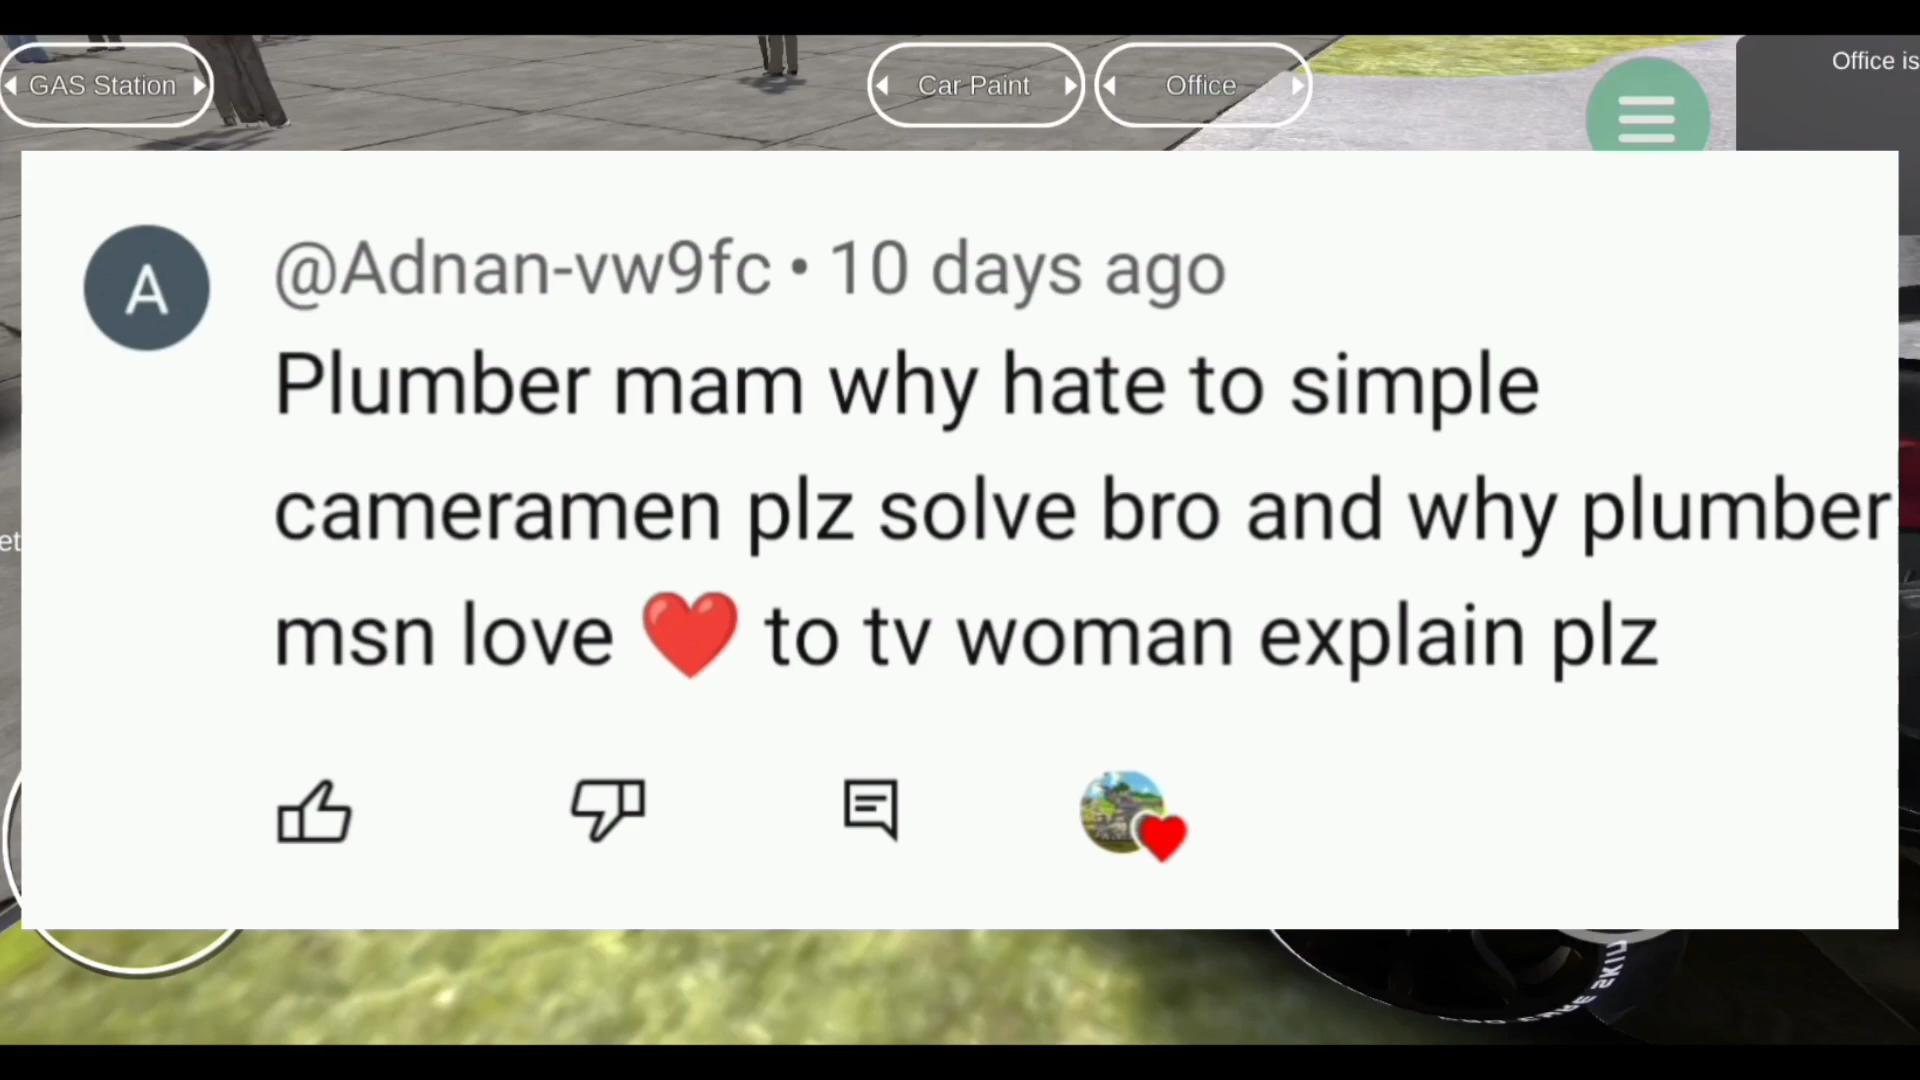 GAS Station
Car Paint
Office
Office is
A
@Adnan-vw9fc • 10 days ago
Plumber mam why hate to simple
cameramen plz solve bro and why plumber
msn love ❤️ to tv woman explain plz
et